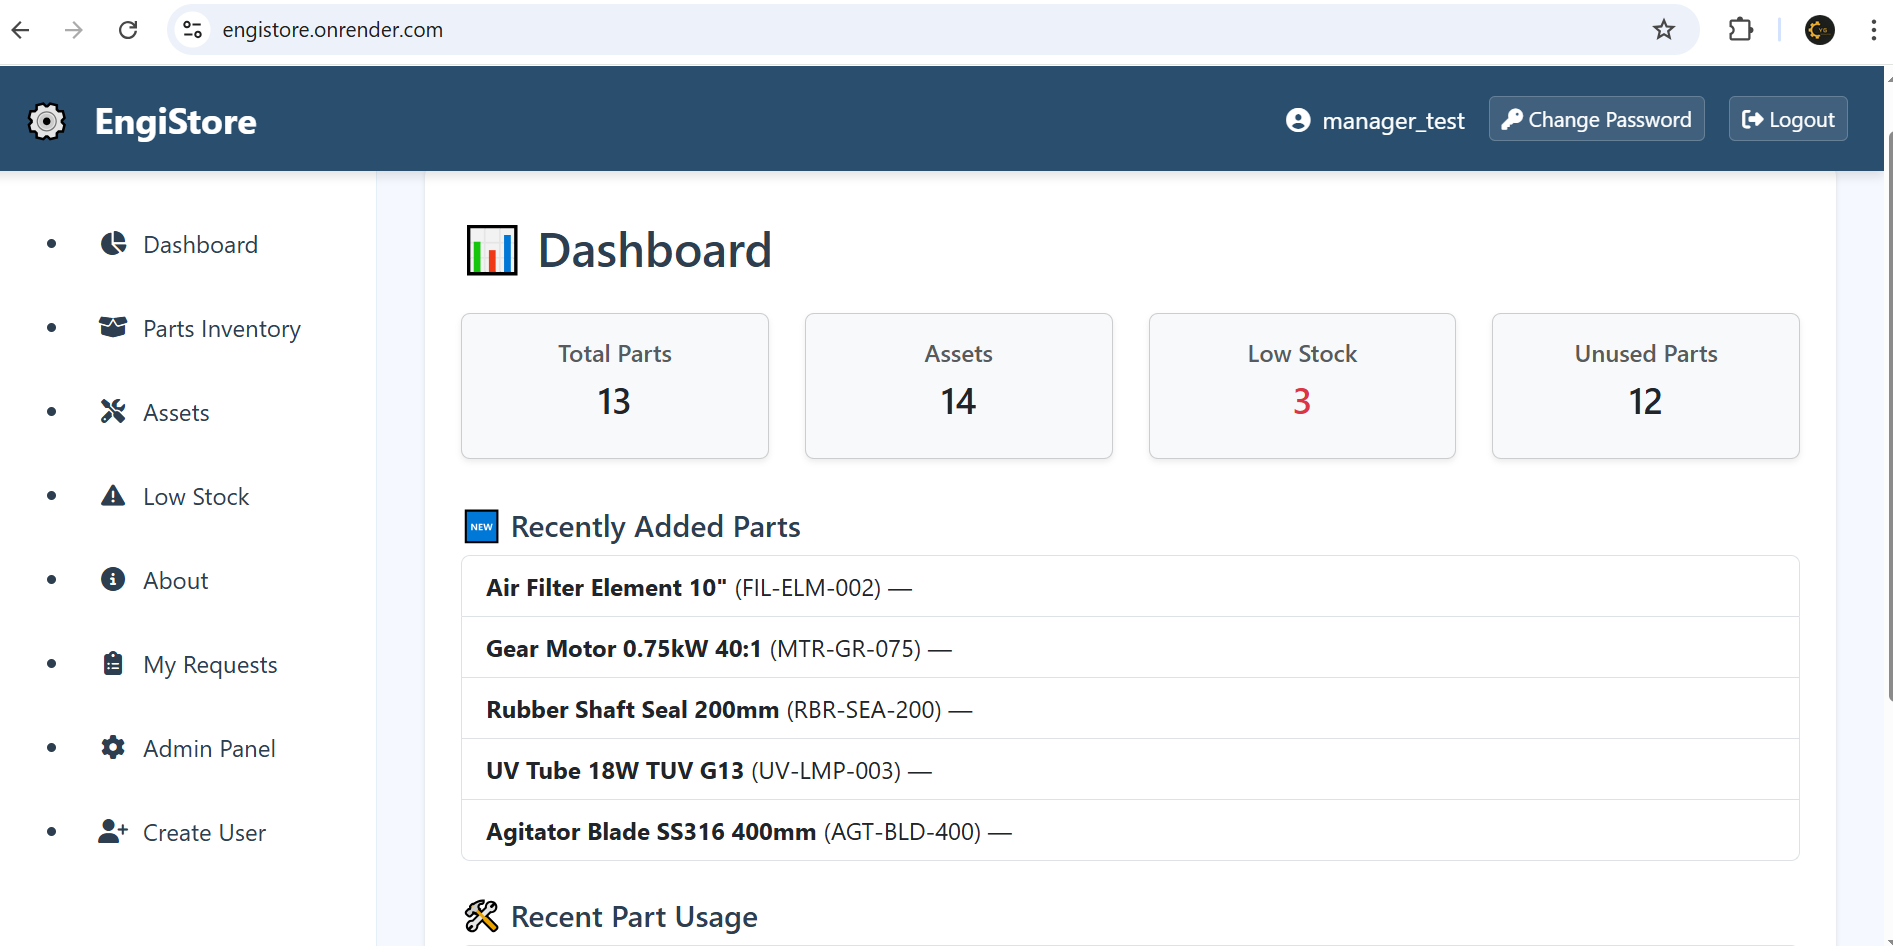 engistore.onrender.com
EngiStore
manager_test
Change Password
Logout
Dashboard
Parts Inventory
Assets
Low Stock
About
My Requests
Admin Panel
Create User
Dashboard
Total Parts
13
Assets
14
Low Stock
3
Unused Parts
12
NEW Recently Added Parts
Air Filter Element 10" (FIL-ELM-002) —
Gear Motor 0.75kW 40:1 (MTR-GR-075) —
Rubber Shaft Seal 200mm (RBR-SEA-200) —
UV Tube 18W TUV G13 (UV-LMP-003) —
Agitator Blade SS316 400mm (AGT-BLD-400) —
Recent Part Usage